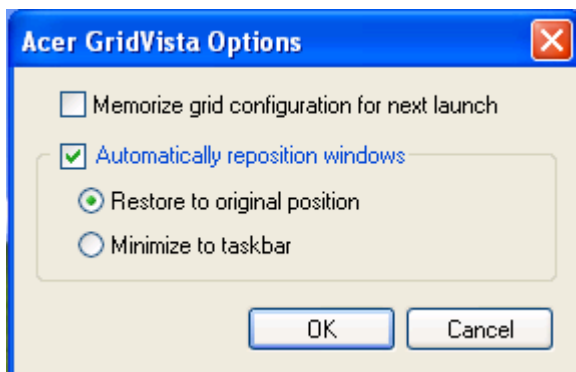 Acer GridVista Options
Memorize grid configuration for next launch
Automatically reposition windows
Restore to original position
Minimize to taskbar
OK Cancel